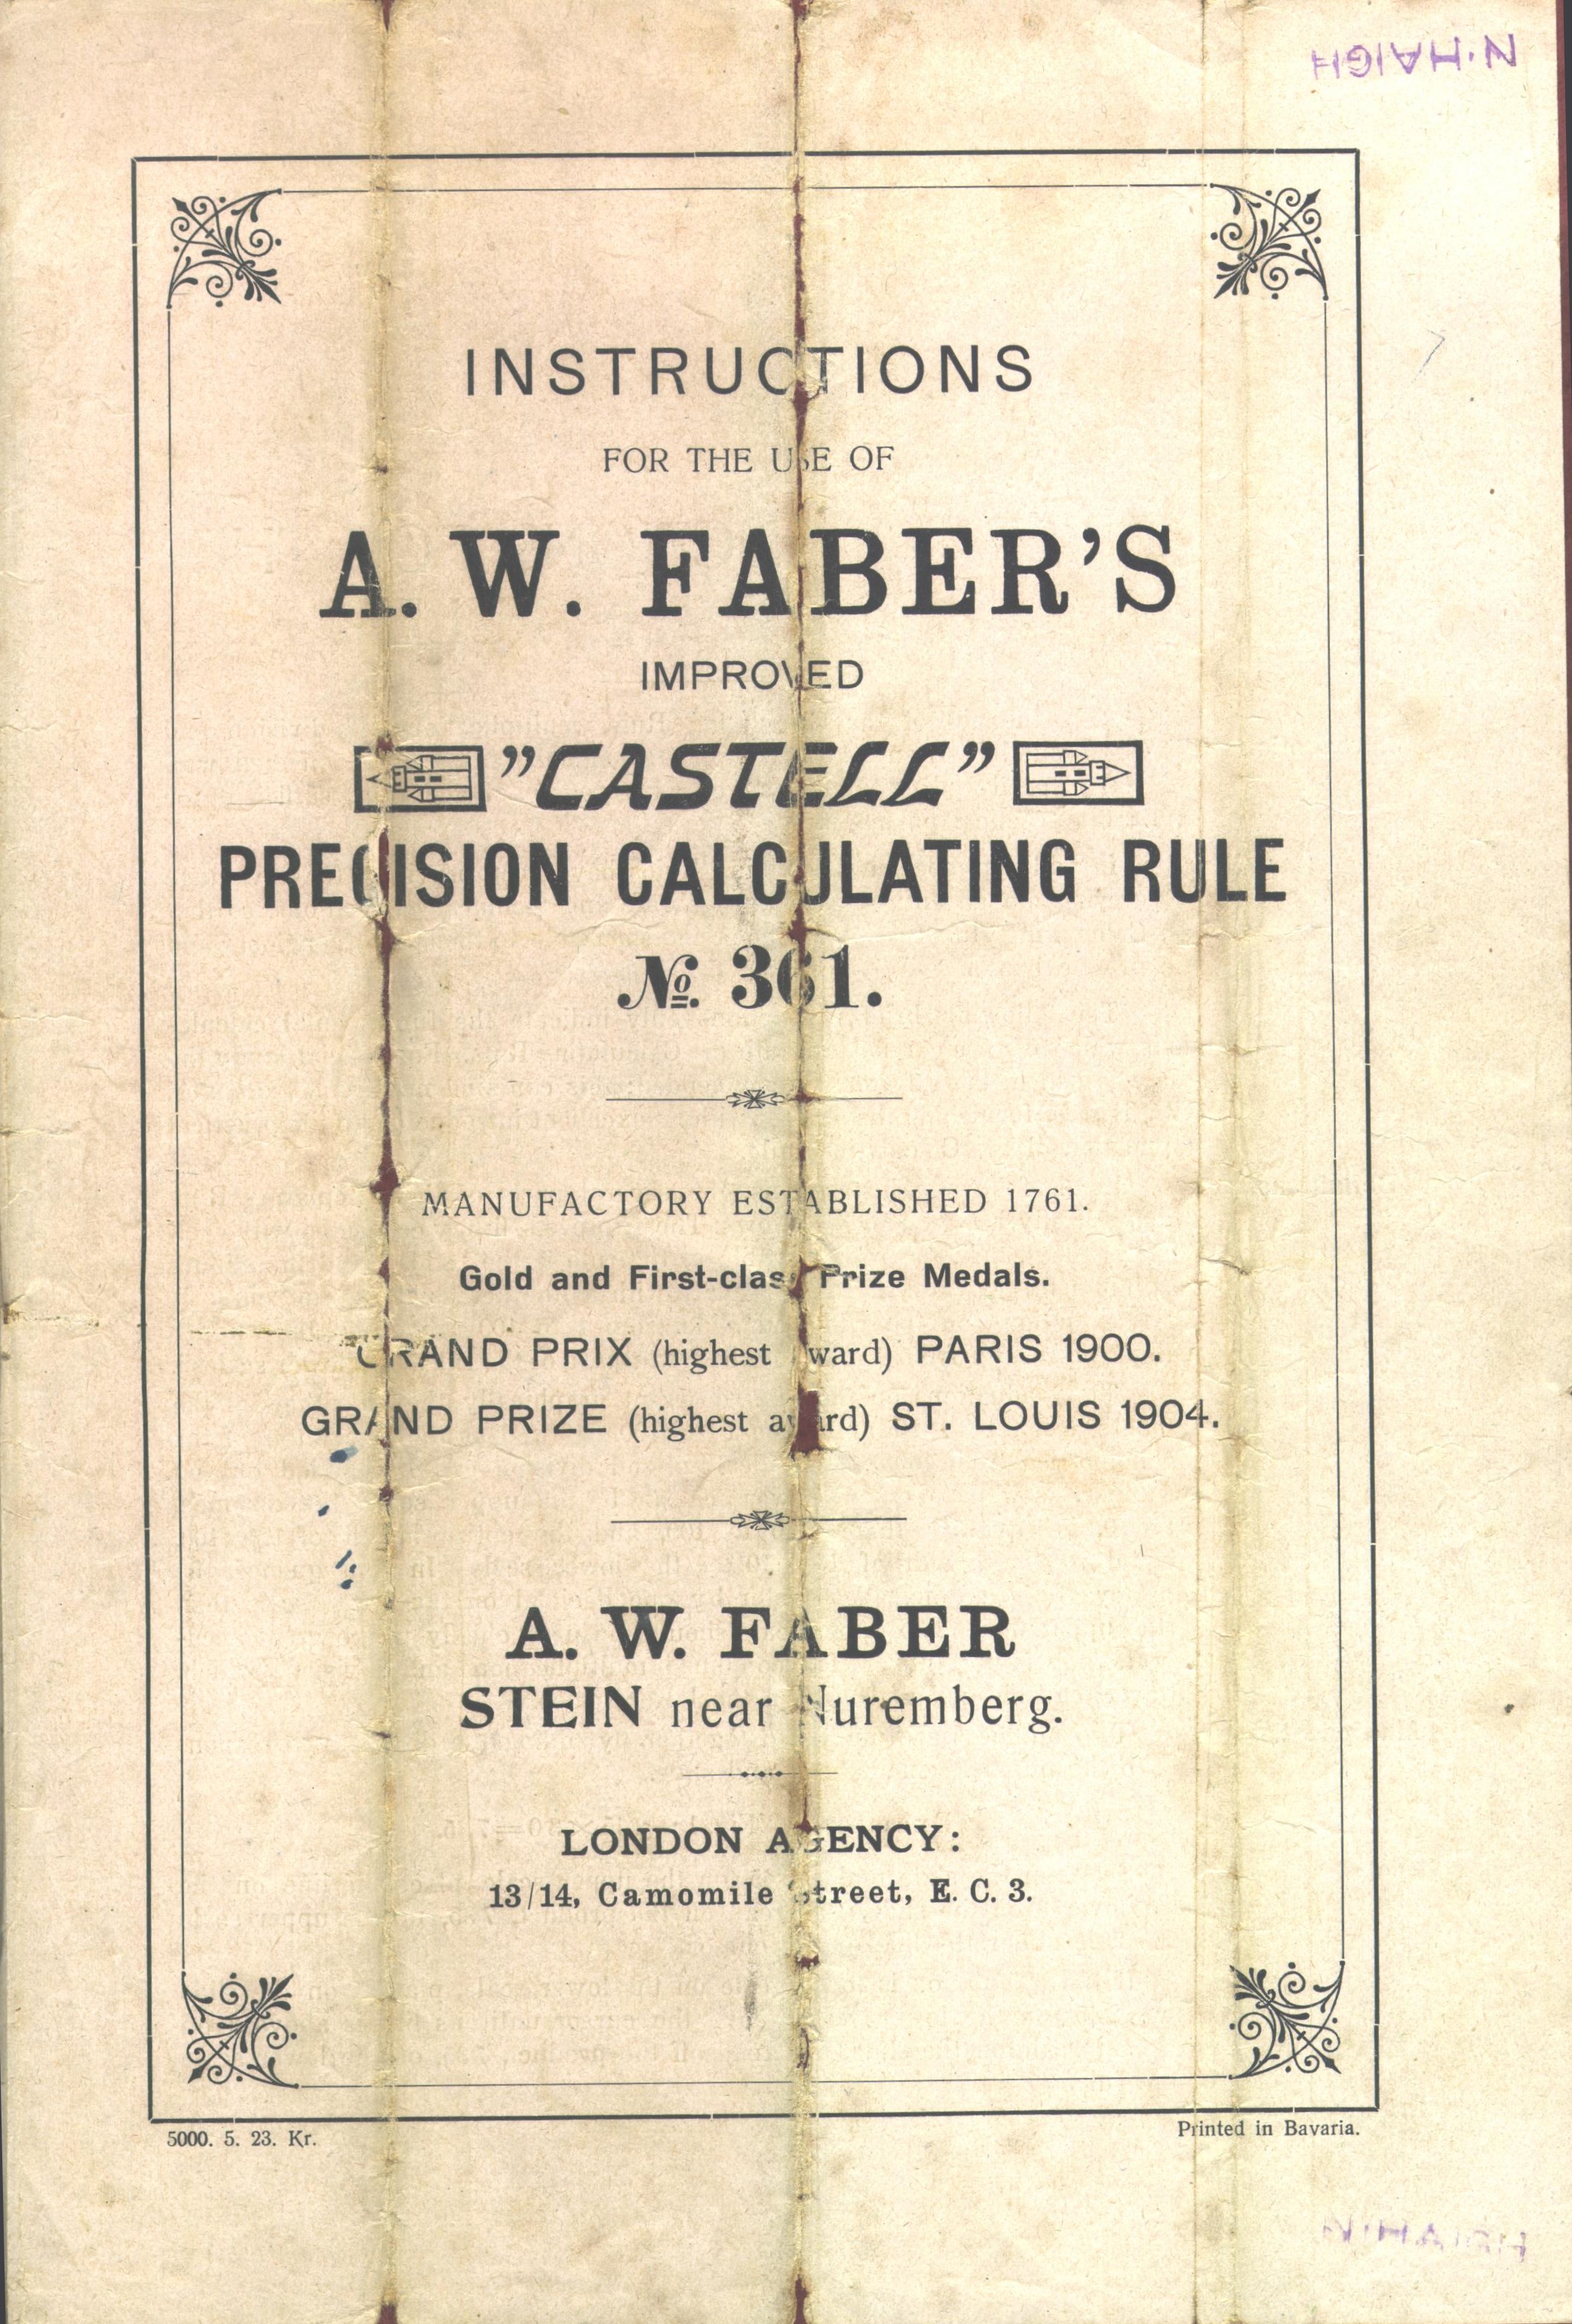 N. HAIGH
INSTRUCTIONS
FOR THE USE OF
A. W. FABER'S
IMPROVED
"CASTELL"
PRECISION CALCULATING RULE
No. 361.
MANUFACTORY ESTABLISHED 1761.
Gold and First-class Prize Medals.
GRAND PRIX (highest award) PARIS 1900.
GRAND PRIZE (highest award) ST. LOUIS 1904.
A. W. FABER
STEIN near Nuremberg.
LONDON AGENCY:
13/14, Camomile Street, E. C. 3.
5000. 5. 23. Kr.
Printed in Bavaria.